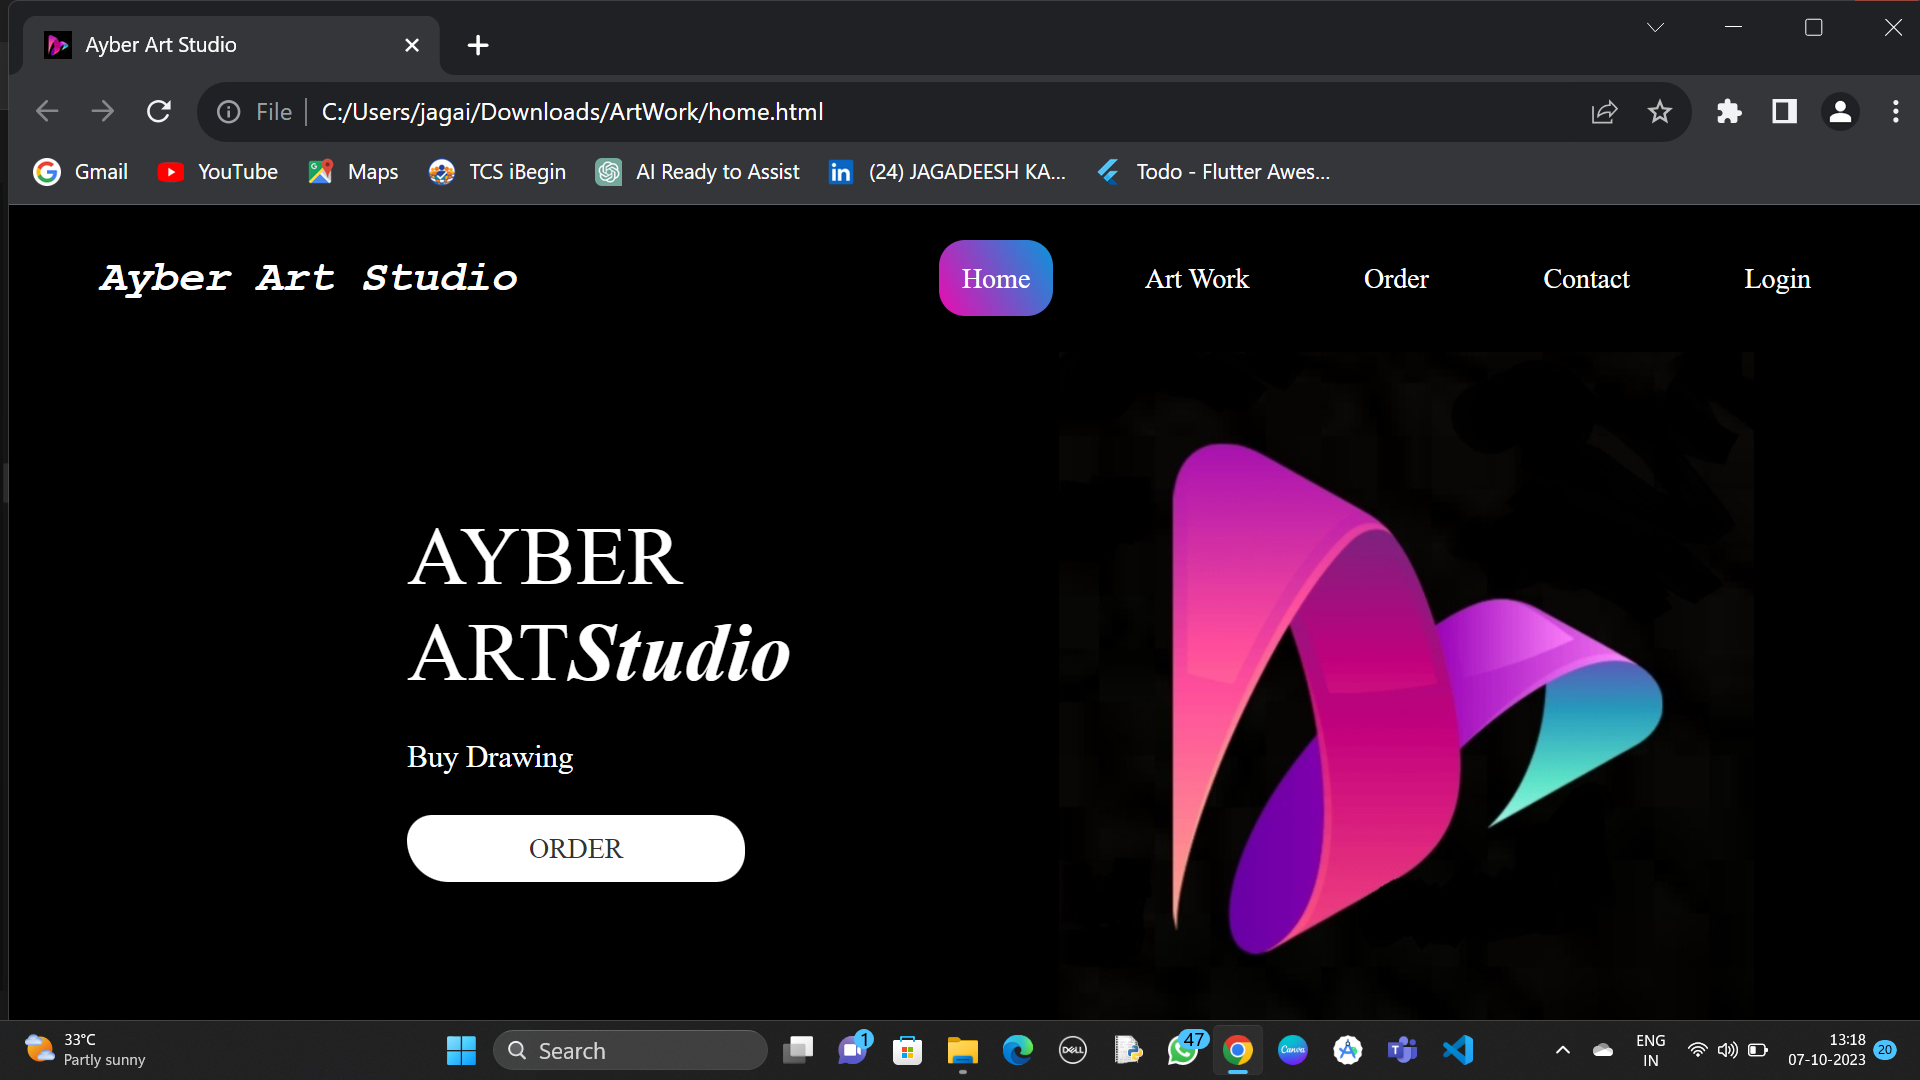 Ayber Art Studio
File
C:/Users/jagai/Downloads/ArtWork/home.html
Gmail
YouTube
Maps
TCS iBegin
AI Ready to Assist
(24) JAGADEESH KA...
Todo - Flutter Awes...
Ayber Art Studio
Home
Art Work
Order
Contact
Login
AYBER
ARTStudio
Buy Drawing
ORDER
33°C
Partly sunny
Search
1
DELL
47
Canva
T
ENG
IN
13:18
07-10-2023
20